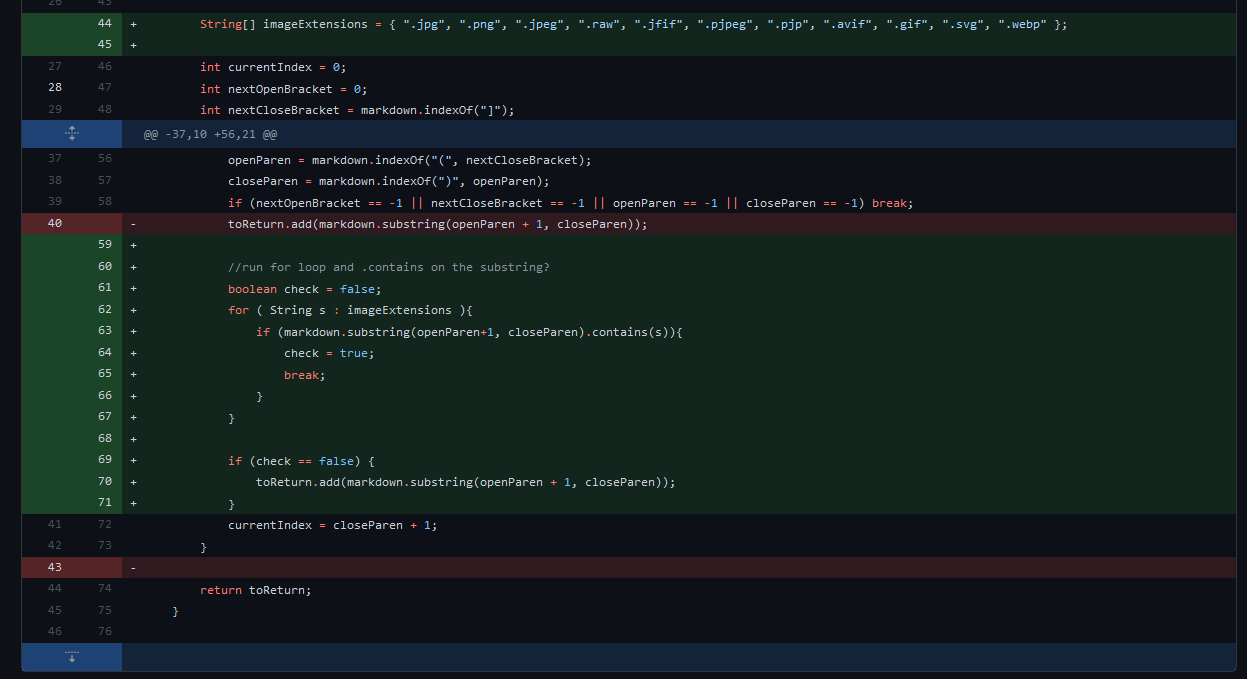 26 43
44 + String[] imageExtensions = { ".jpg", ".png", ".jpeg", ".raw", ".jfif", ".pjpeg", ".pjp", ".avif", ".gif", ".svg", ".webp" };
45 +
27 46 int currentIndex = 0;
28 47 int nextOpenBracket = 0;
29 48 int nextCloseBracket = markdown.indexOf("]");
@@ -37,10 +56,21 @@
37 56 openParen = markdown.indexOf("(", nextCloseBracket);
38 57 closeParen = markdown.indexOf(")", openParen);
39 58 if (nextOpenBracket == -1 || nextCloseBracket == -1 || openParen == -1 || closeParen == -1) break;
40 - toReturn.add(markdown.substring(openParen + 1, closeParen));
59 +
60 + //run for loop and .contains on the substring?
61 + boolean check = false;
62 + for ( String s : imageExtensions ){
63 + if (markdown.substring(openParen+1, closeParen).contains(s)){
64 + check = true;
65 + break;
66 + }
67 + }
68 +
69 + if (check == false) {
70 + toReturn.add(markdown.substring(openParen + 1, closeParen));
71 + }
41 72 currentIndex = closeParen + 1;
42 73 }
43 -
44 74 return toReturn;
45 75 }
46 76